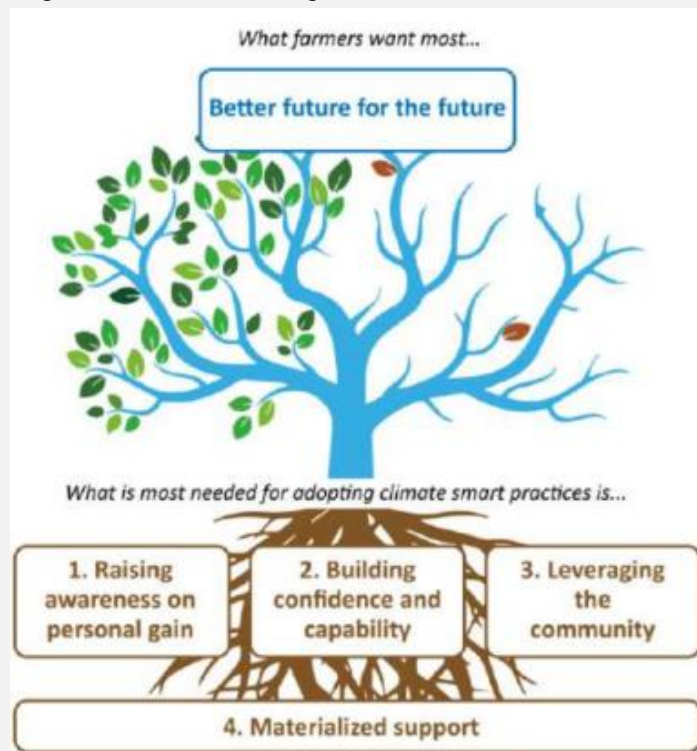 What farmers want most...
Better future for the future
What is most needed for adopting climate smart practices is...
1. Raising
awareness on
personal gain
2. Building
confidence and
capability
3. Leveraging
the
community
4. Materialized support